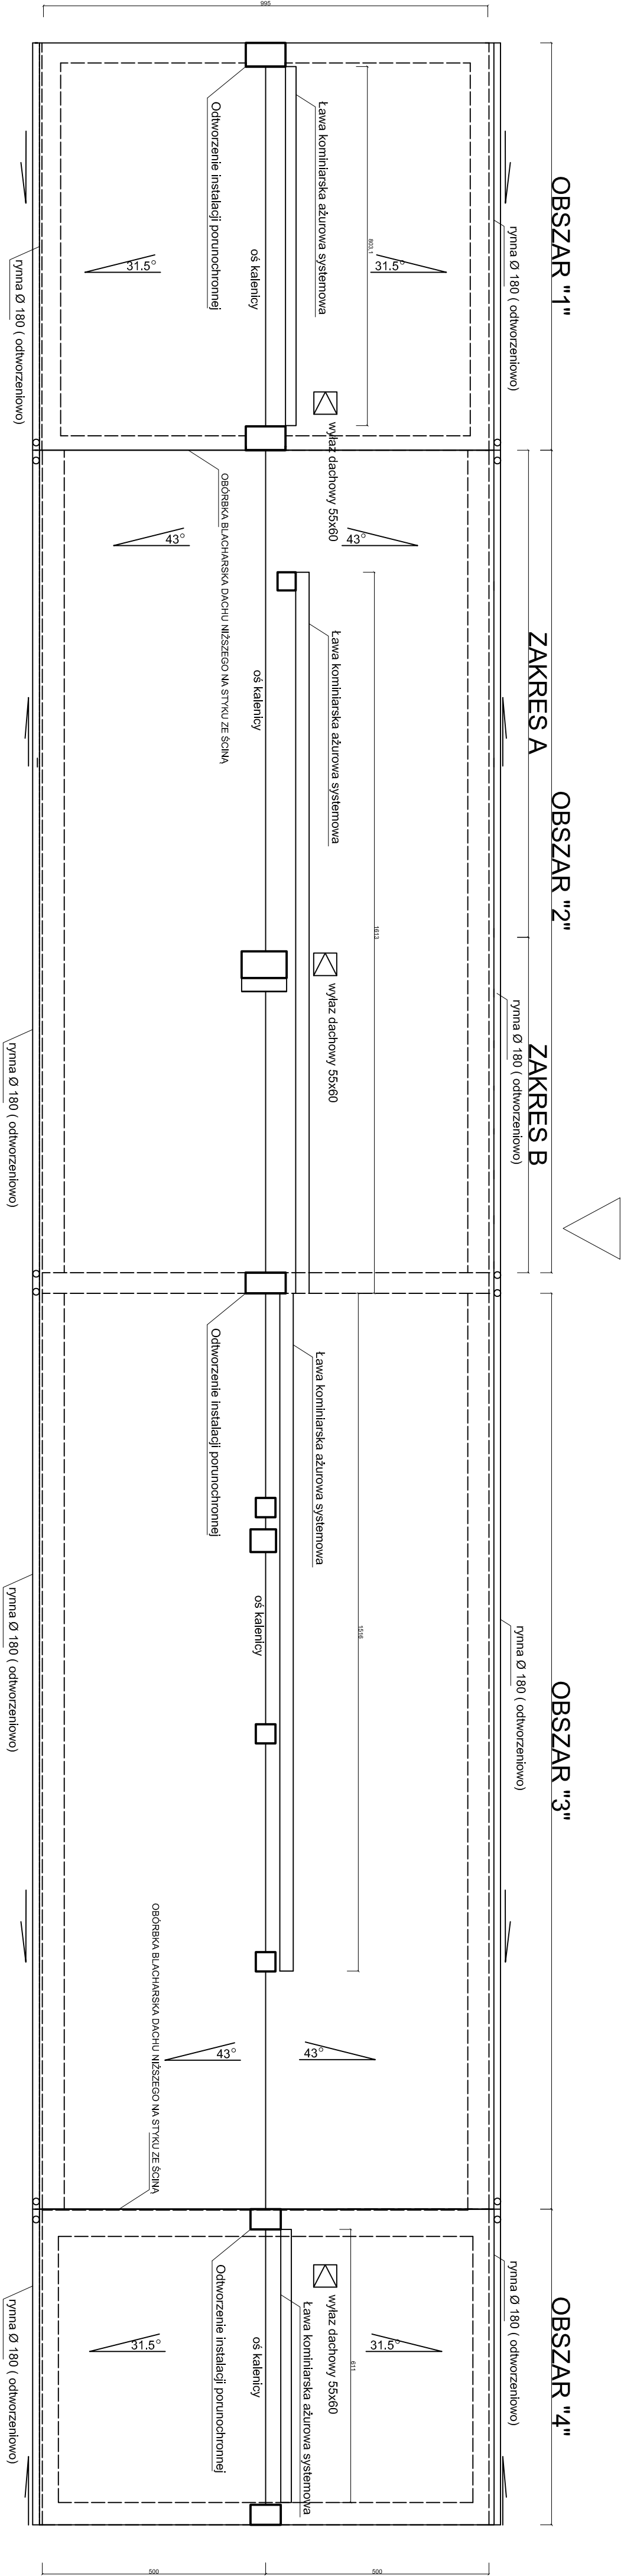 995
OBSZAR "1"
rynna Ø 180 ( odtworzeniowo)
Ława kominiarska ażurowa systemowa
803,1
31.5°
oś kalenicy
Odtworzenie instalacji porunochronnej
31.5°
rynna Ø 180 ( odtworzeniowo)
wyłaz dachowy 55x60
OBÓRBKA BLACHARSKA DACHU NIŻSZEGO NA STYKU ZE ŚCINĄ
43°
43°
ZAKRES A
OBSZAR "2"
Ława kominiarska ażurowa systemowa
oś kalenicy
1613
wyłaz dachowy 55x60
ZAKRES B
rynna Ø 180 ( odtworzeniowo)
rynna Ø 180 ( odtworzeniowo)
Ława kominiarska ażurowa systemowa
Odtworzenie instalacji porunochronnej
oś kalenicy
1516
OBSZAR "3"
rynna Ø 180 ( odtworzeniowo)
rynna Ø 180 ( odtworzeniowo)
OBÓRBKA BLACHARSKA DACHU NIŻSZEGO NA STYKU ZE ŚCINĄ
43°
43°
OBSZAR "4"
rynna Ø 180 ( odtworzeniowo)
wyłaz dachowy 55x60
Ława kominiarska ażurowa systemowa
611
31.5°
oś kalenicy
Odtworzenie instalacji porunochronnej
31.5°
rynna Ø 180 ( odtworzeniowo)
500
500